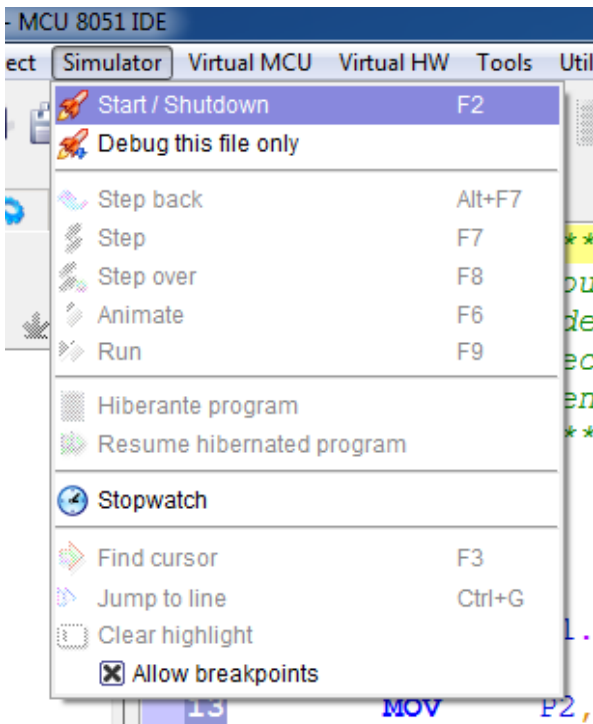 - MCU 8051 IDE
ect Simulator Virtual MCU Virtual HW Tools Util
Start / Shutdown F2
Debug this file only
Step back Alt+F7
Step F7
Step over F8
Animate F6
Run F9
Hiberante program
Resume hibernated program
Stopwatch
Find cursor F3
Jump to line Ctrl+G
Clear highlight
Allow breakpoints
13 MOV P2,